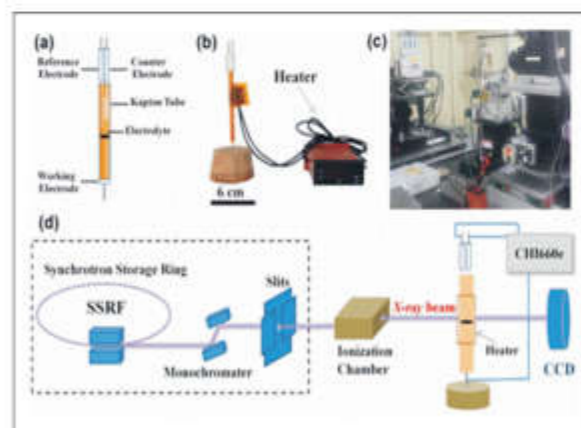 (a)
Reference
Electrode
Counter
Electrode
Kapton Tube
Electrolyte
Working
Electrode
(b)
Heater
6 cm
(c)
(d)
Synchrotron Storage Ring
SSRF
Monochromater
Slits
Ionization
Chamber
X-ray beam
CHI660e
Heater
CCD